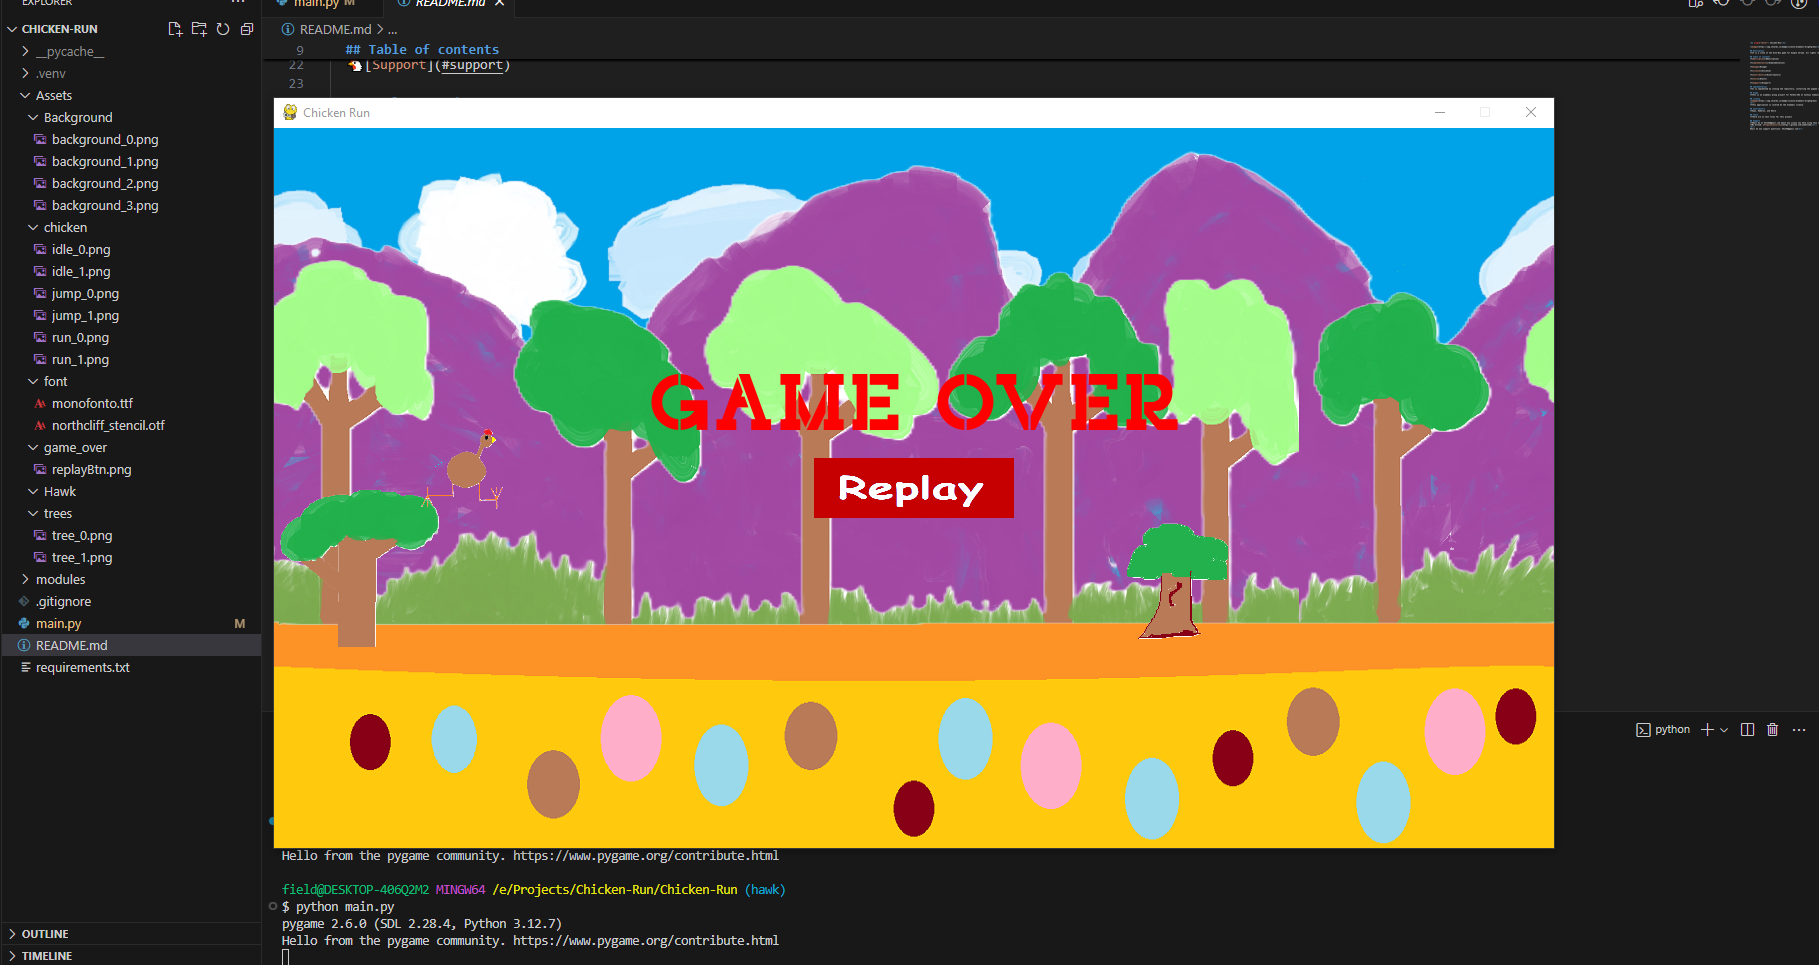 EXPLORER
CHICKEN-RUN
__pycache__
.venv
Assets
Background
background_0.png
background_1.png
background_2.png
background_3.png
chicken
idle_0.png
idle_1.png
jump_0.png
jump_1.png
run_0.png
run_1.png
font
monofonto.ttf
northcliff_stencil.otf
game_over
replayBtn.png
Hawk
trees
tree_0.png
tree_1.png
modules
.gitignore
main.py M
README.md
requirements.txt
OUTLINE
TIMELINE
main.py M README.md
README.md > ...
9 ## Table of contents
22 🐔[Support](#support)
23
Chicken Run
GAME OVER
Replay
python
Hello from the pygame community. https://www.pygame.org/contribute.html
field@DESKTOP-406Q2M2 MINGW64 /e/Projects/Chicken-Run/Chicken-Run (hawk)
$ python main.py
pygame 2.6.0 (SDL 2.28.4, Python 3.12.7)
Hello from the pygame community. https://www.pygame.org/contribute.html